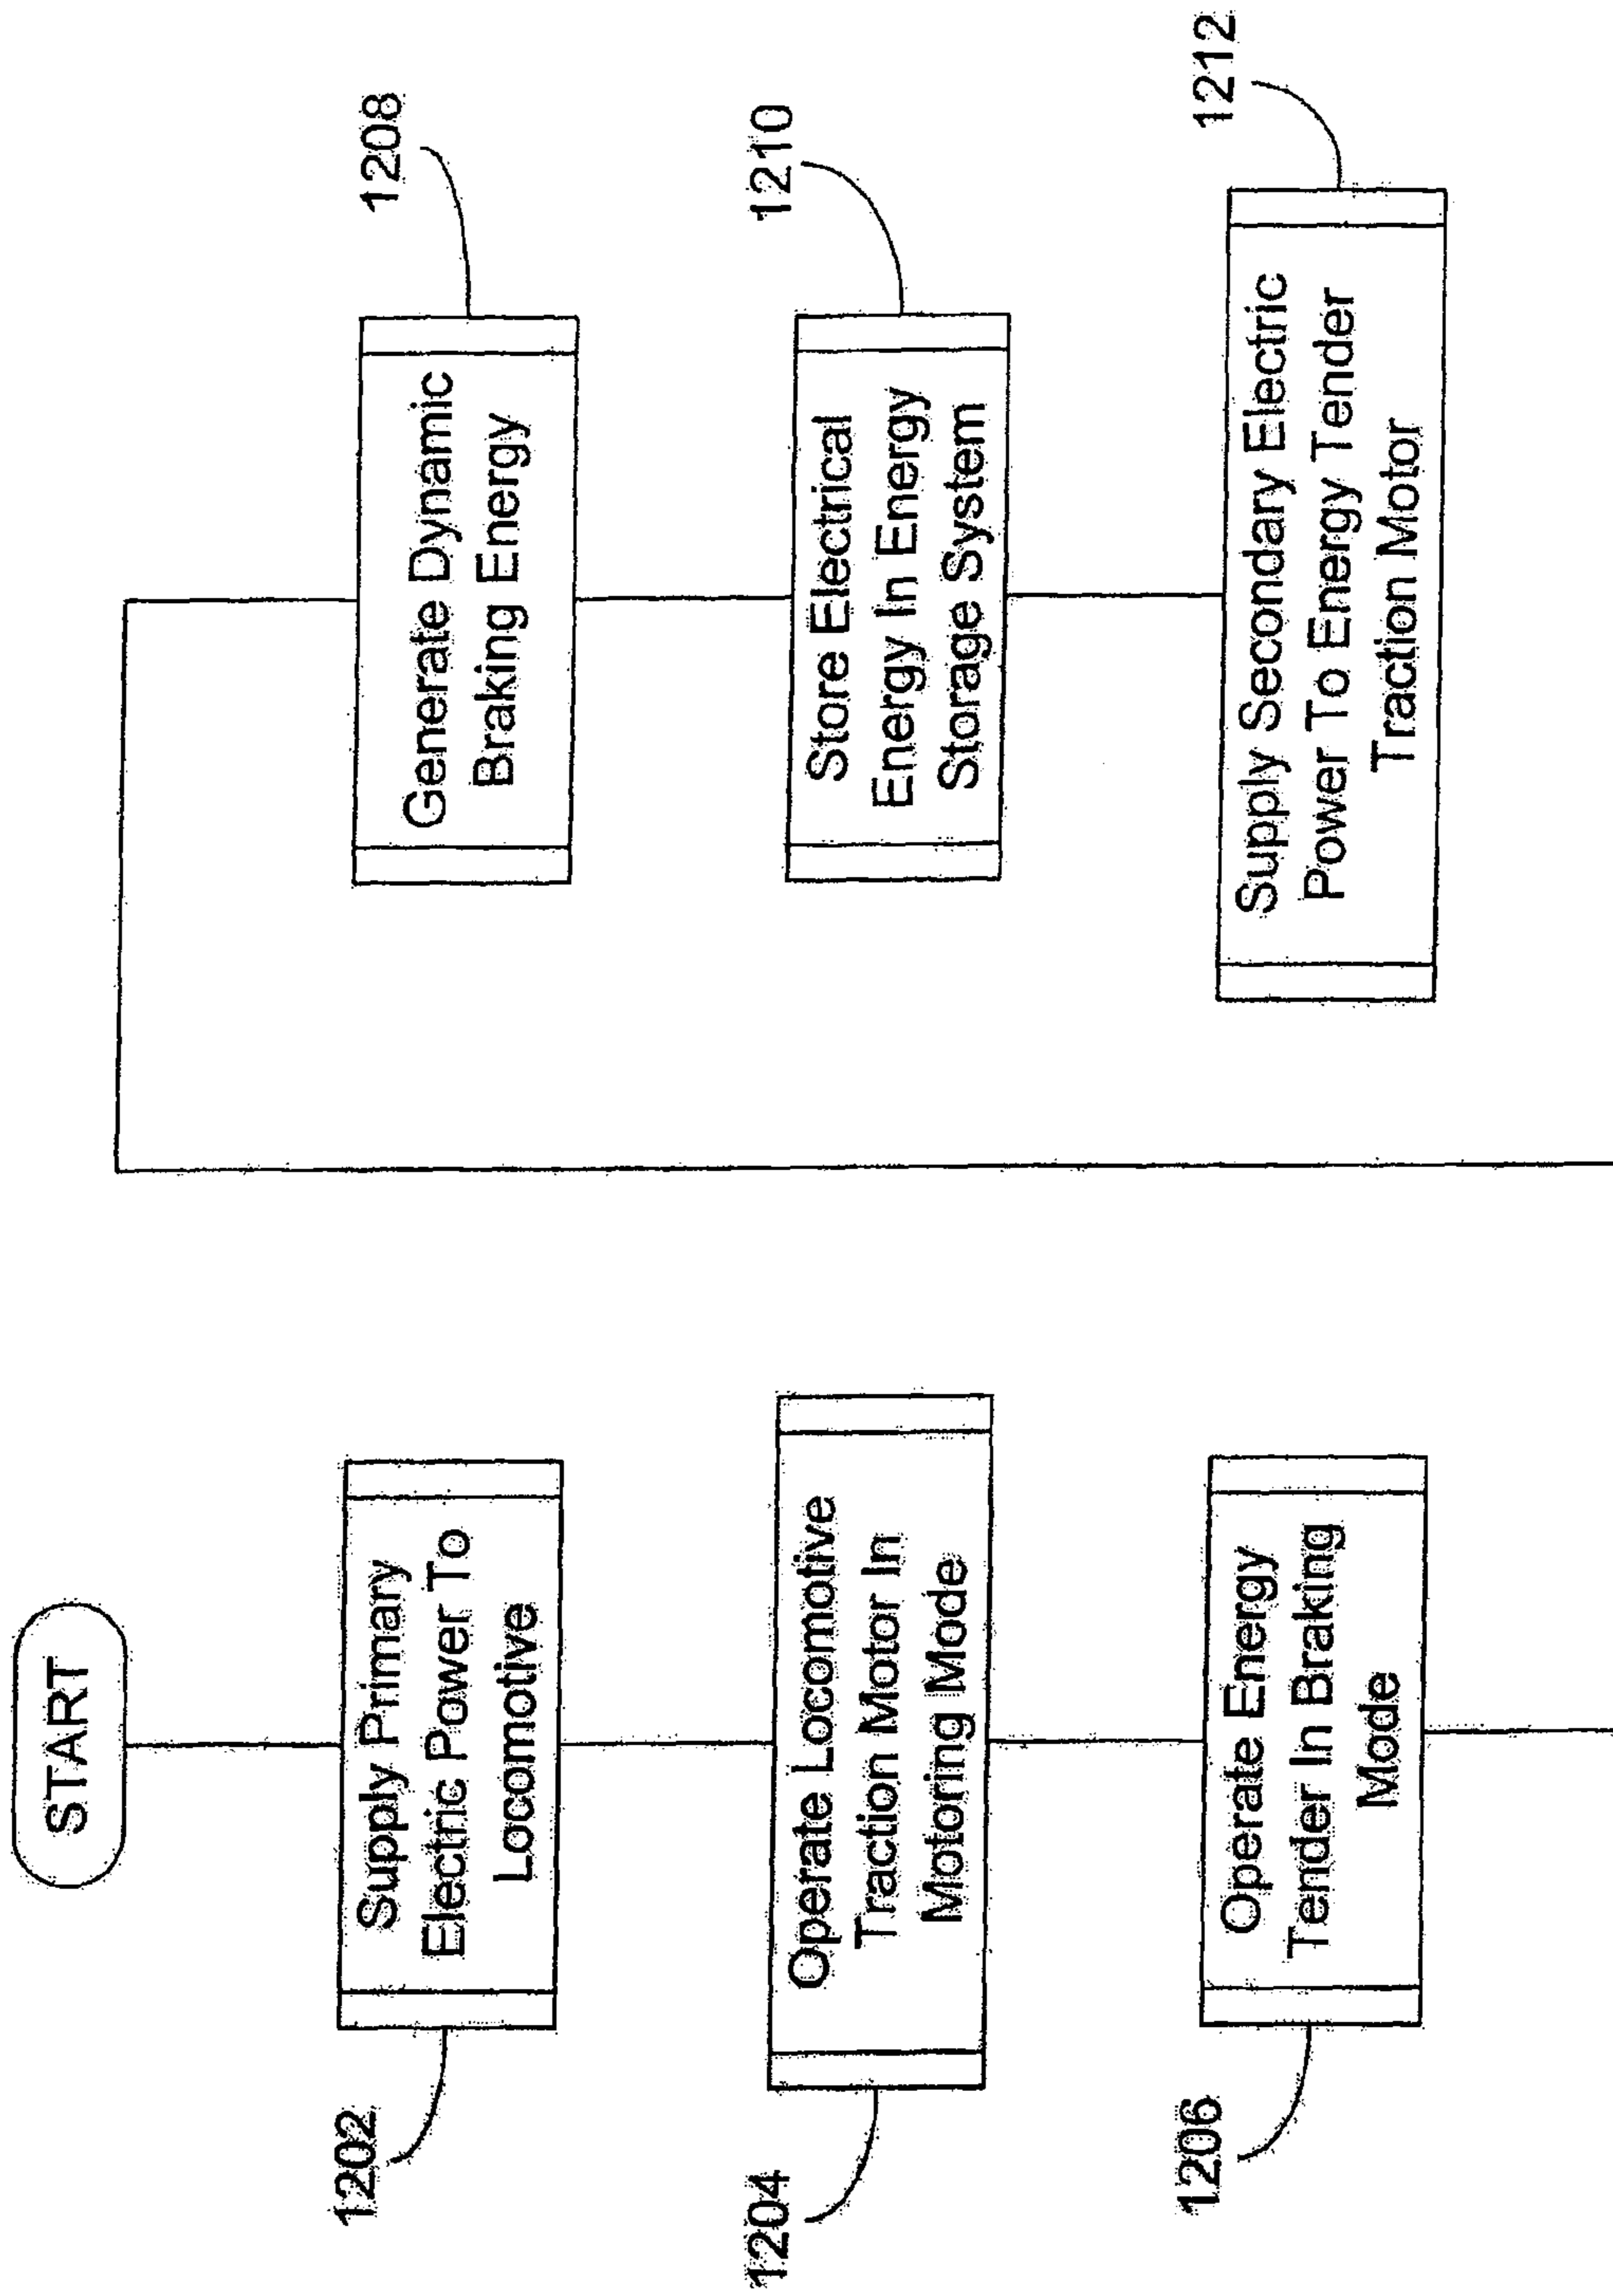 START
Supply Primary
Electric Power To
Locomotive
1202
Operate Locomotive
Traction Motor In
Motoring Mode
1204
Operate Energy
Tender In Braking
Mode
1206
Generate Dynamic
Braking Energy
1208
Store Electrical
Energy In Energy
Storage System
1210
Supply Secondary Electric
Power To Energy Tender
Traction Motor
1212